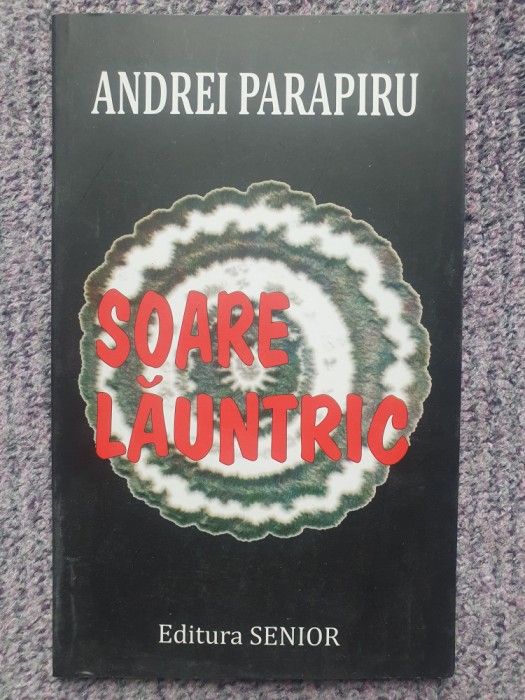 ANDREI PARAPIRU
SOARE
LĂUNTRIC
Editura SENIOR